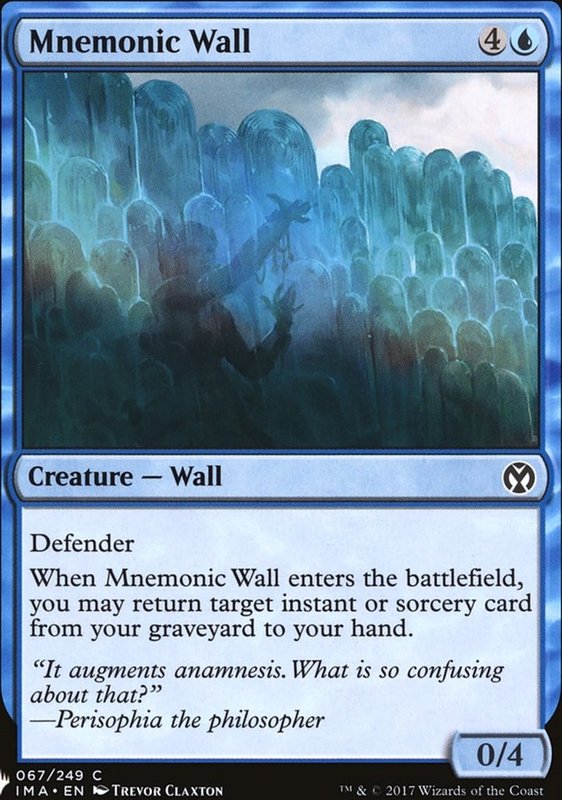 Mnemonic Wall 4
Creature — Wall
Defender
When Mnemonic Wall enters the battlefield,
you may return target instant or sorcery card
from your graveyard to your hand.
“It augments anamnesis. What is so confusing
about that?”
—Perisophia the philosopher
0/4
067/249 C
IMA • EN Trevor Claxton
™ & © 2017 Wizards of the Coast